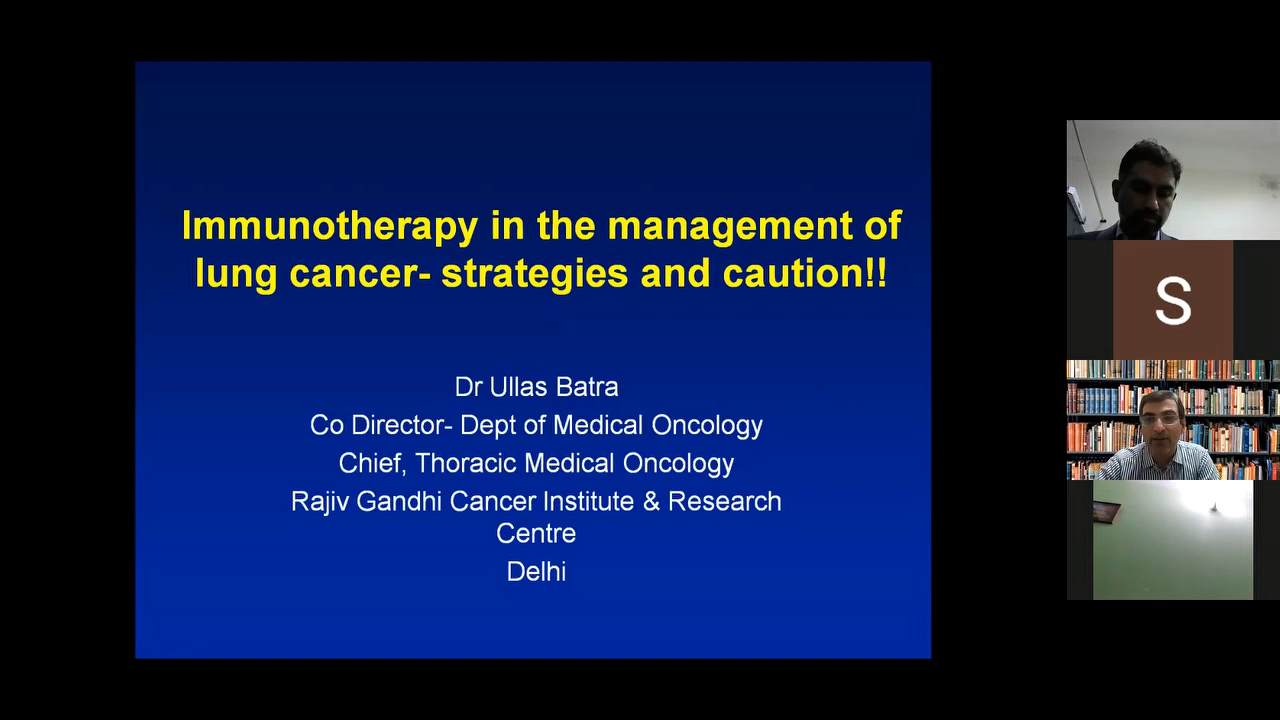 Immunotherapy in the management of
lung cancer- strategies and caution!!
Dr Ullas Batra
Co Director- Dept of Medical Oncology
Chief, Thoracic Medical Oncology
Rajiv Gandhi Cancer Institute & Research
Centre
Delhi
S